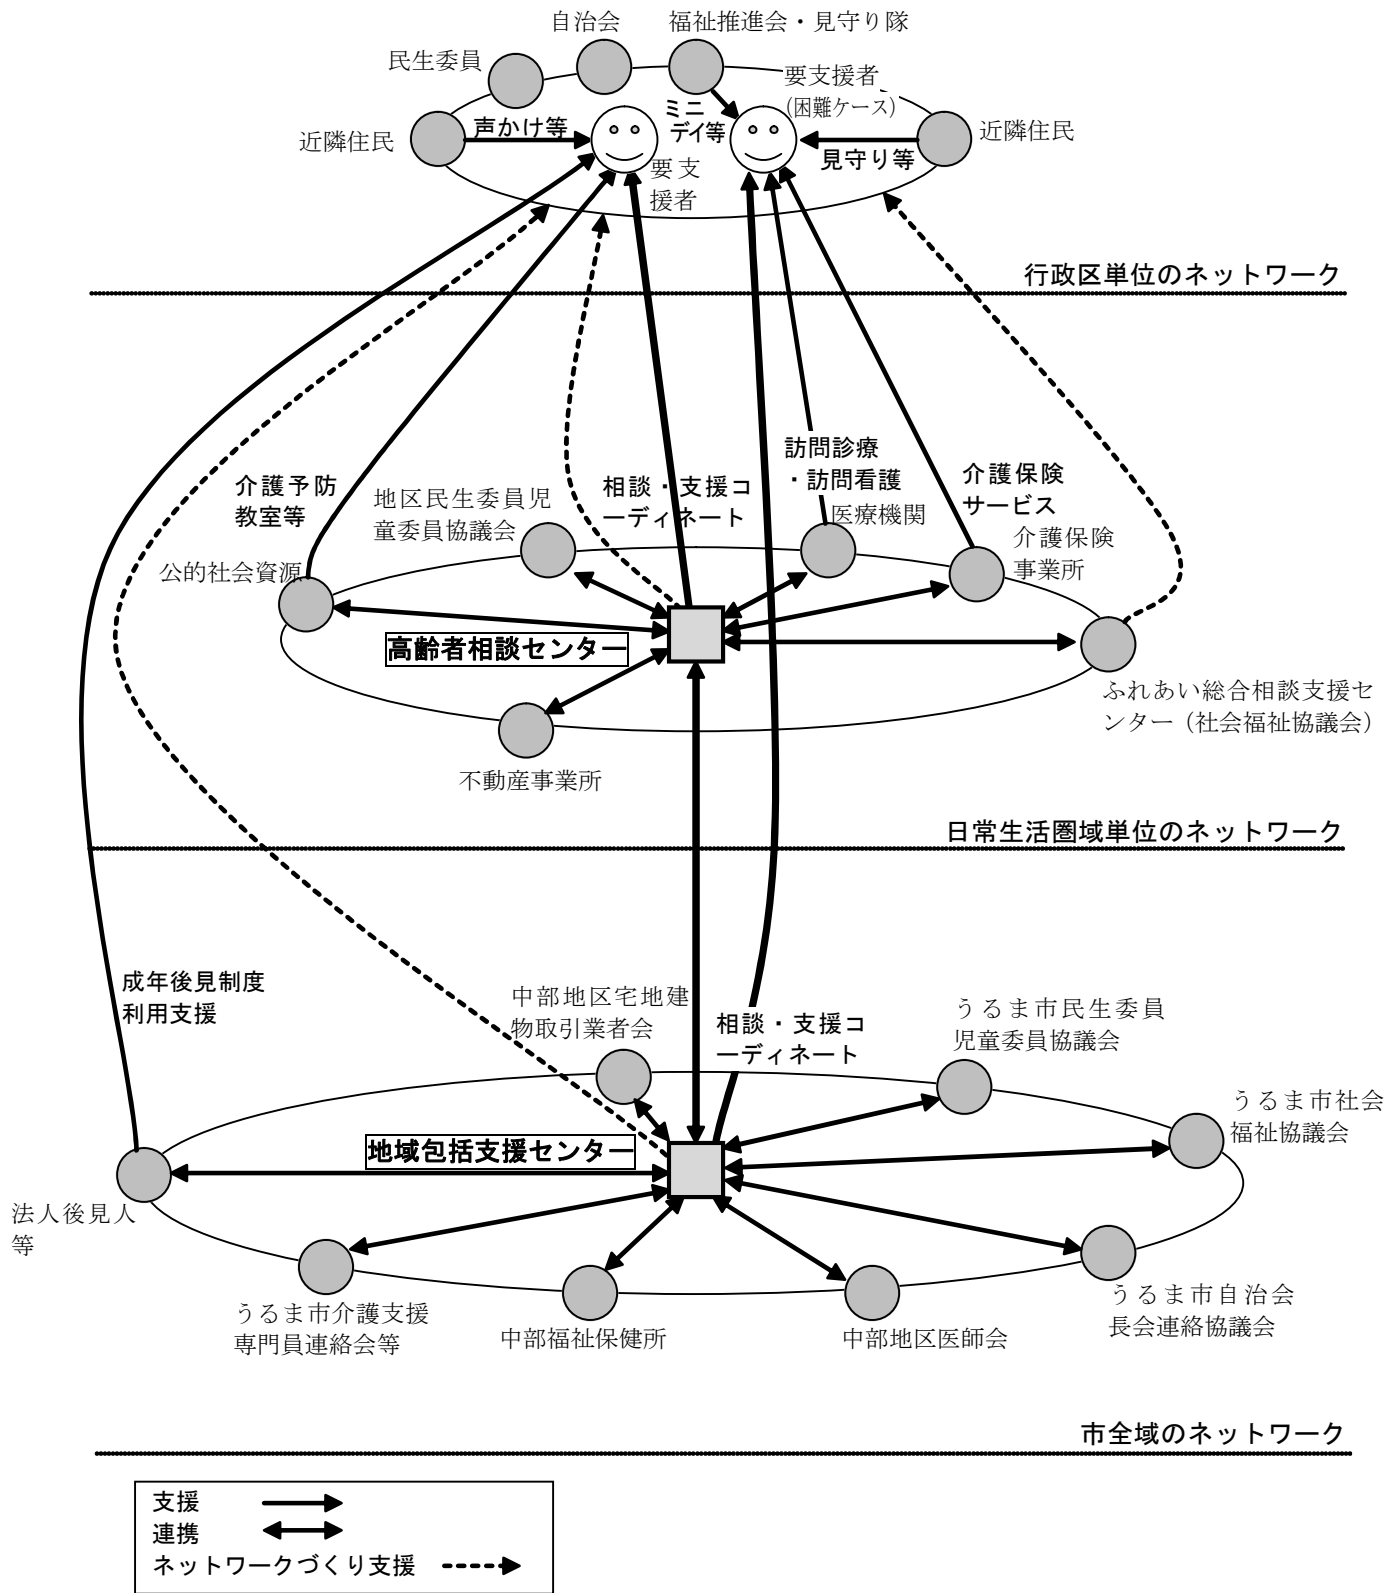 自治会
福祉推進会・見守り隊
民生委員
要支援者
(困難ケース)
ミニ
デイ等
近隣住民
声かけ等
近隣住民
見守り等
要支
援者
行政区単位のネットワーク
訪問診療
・訪問看護
介護保険
サービス
介護予防
教室等
地区民生委員児
童委員協議会
相談・支援コ
ーディネート
医療機関
介護保険
事業所
公的社会資源
高齢者相談センター
ふれあい総合相談支援セ
ンター（社会福祉協議会）
不動産事業所
日常生活圏域単位のネットワーク
成年後見制度
利用支援
中部地区宅地建
物取引業者会
相談・支援コ
ーディネート
うるま市民生委員
児童委員協議会
うるま市社会
福祉協議会
地域包括支援センター
法人後見人
等
うるま市介護支援
専門員連絡会等
中部福祉保健所
中部地区医師会
うるま市自治会
長会連絡協議会
市全域のネットワーク
支援
連携
ネットワークづくり支援